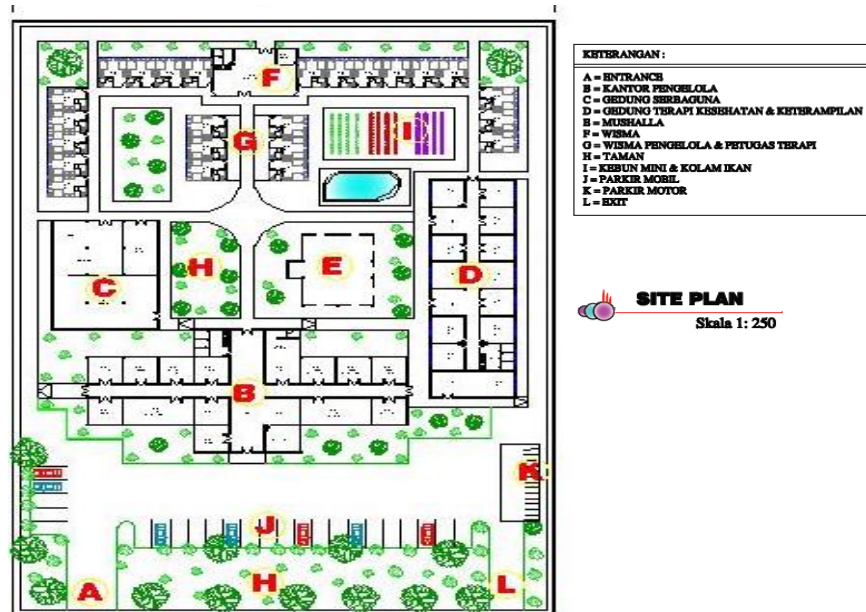 F
G
I
C
H
E
D
B
K
J
A
H
L
KETERANGAN :
A = ENTRANCE
B = KANTOR PENGELOLA
C = GEDUNG SERBAGUNA
D = GEDUNG TERAPI KESEHATAN & KETERAMPILAN
E = MUSHALLA
F = WISMA
G = WISMA PENGELOLA & PETUGAS TERAPI
H = TAMAN
I = KEBUN MINI & KOLAM IKAN
J = PARKIR MOBIL
K = PARKIR MOTOR
L = EXIT
SITE PLAN
Skala 1: 250